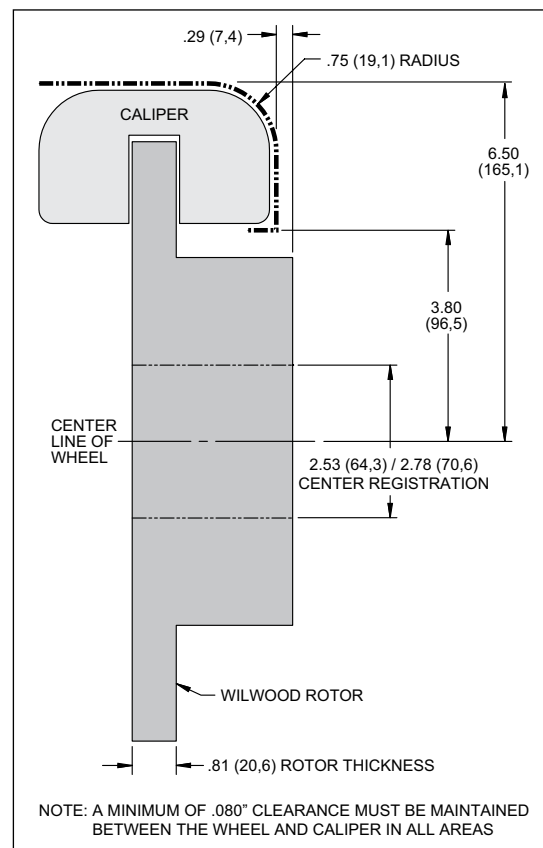 .29 (7,4)
.75 (19,1) RADIUS
CALIPER
6.50
(165,1)
3.80
(96,5)
CENTER
LINE OF
WHEEL
2.53 (64,3) / 2.78 (70,6)
CENTER REGISTRATION
WILWOOD ROTOR
.81 (20,6) ROTOR THICKNESS
NOTE: A MINIMUM OF .080" CLEARANCE MUST BE MAINTAINED
BETWEEN THE WHEEL AND CALIPER IN ALL AREAS